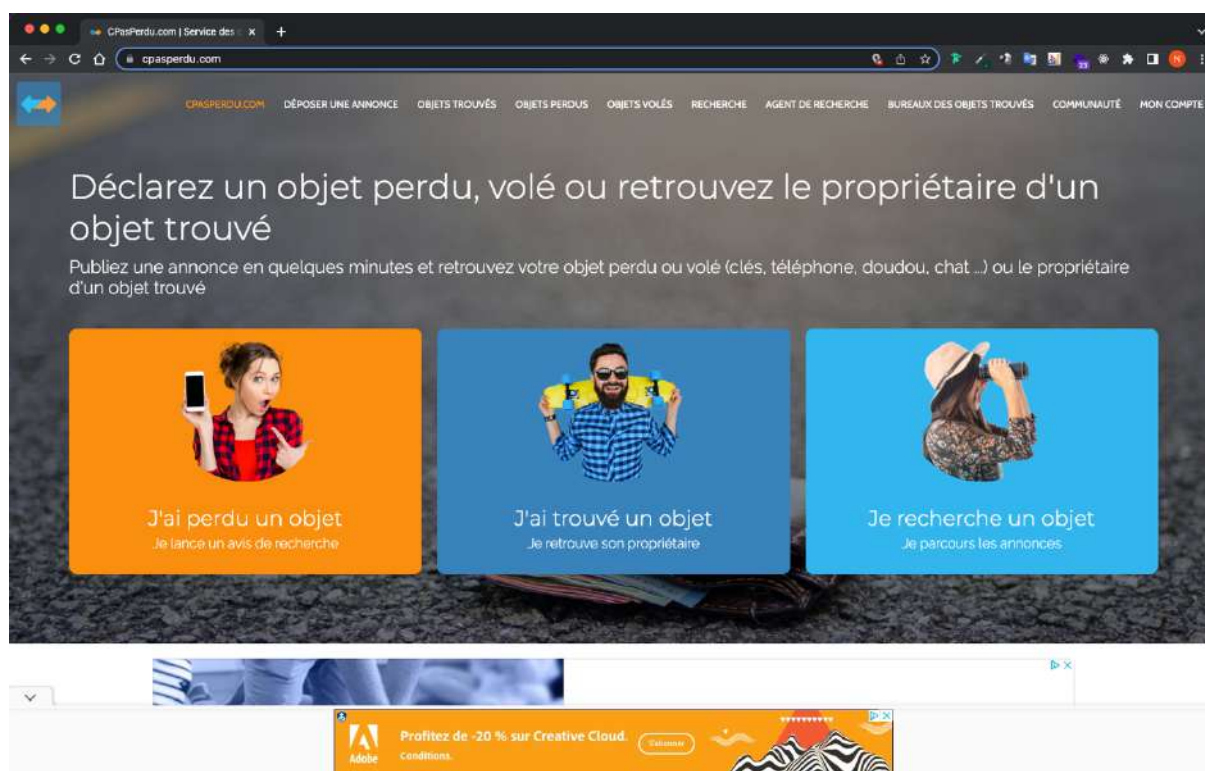 CPasPerdu.com | Service des
cpasperdu.com
CPASPERDU.COM DÉPOSER UNE ANNONCE OBJETS TROUVÉS OBJETS PERDUS OBJETS VOLÉS RECHERCHE AGENT DE RECHERCHE BUREAUX DES OBJETS TROUVÉS COMMUNAUTÉ MON COMPTE
Déclarez un objet perdu, volé ou retrouvez le propriétaire d'un
objet trouvé
Publiez une annonce en quelques minutes et retrouvez votre objet perdu ou volé (clés, téléphone, doudou, chat ...) ou le propriétaire
d'un objet trouvé
J'ai perdu un objet
Je lance un avis de recherche
J'ai trouvé un objet
Je retrouve son propriétaire
Je recherche un objet
Je parcours les annonces
Adobe
Profitez de -20 % sur Creative Cloud.
Conditions.
S'abonner